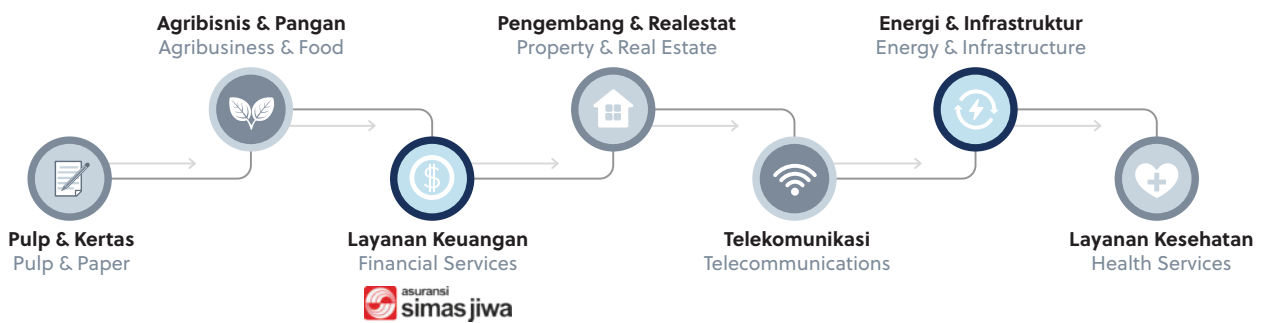 Agribisnis & Pangan
Agribusiness & Food
Pengembang & Realestat
Property & Real Estate
Energi & Infrastruktur
Energy & Infrastructure
$
Pulp & Kertas
Pulp & Paper
Layanan Keuangan
Financial Services
asuransi
simas jiwa
Telekomunikasi
Telecommunications
Layanan Kesehatan
Health Services